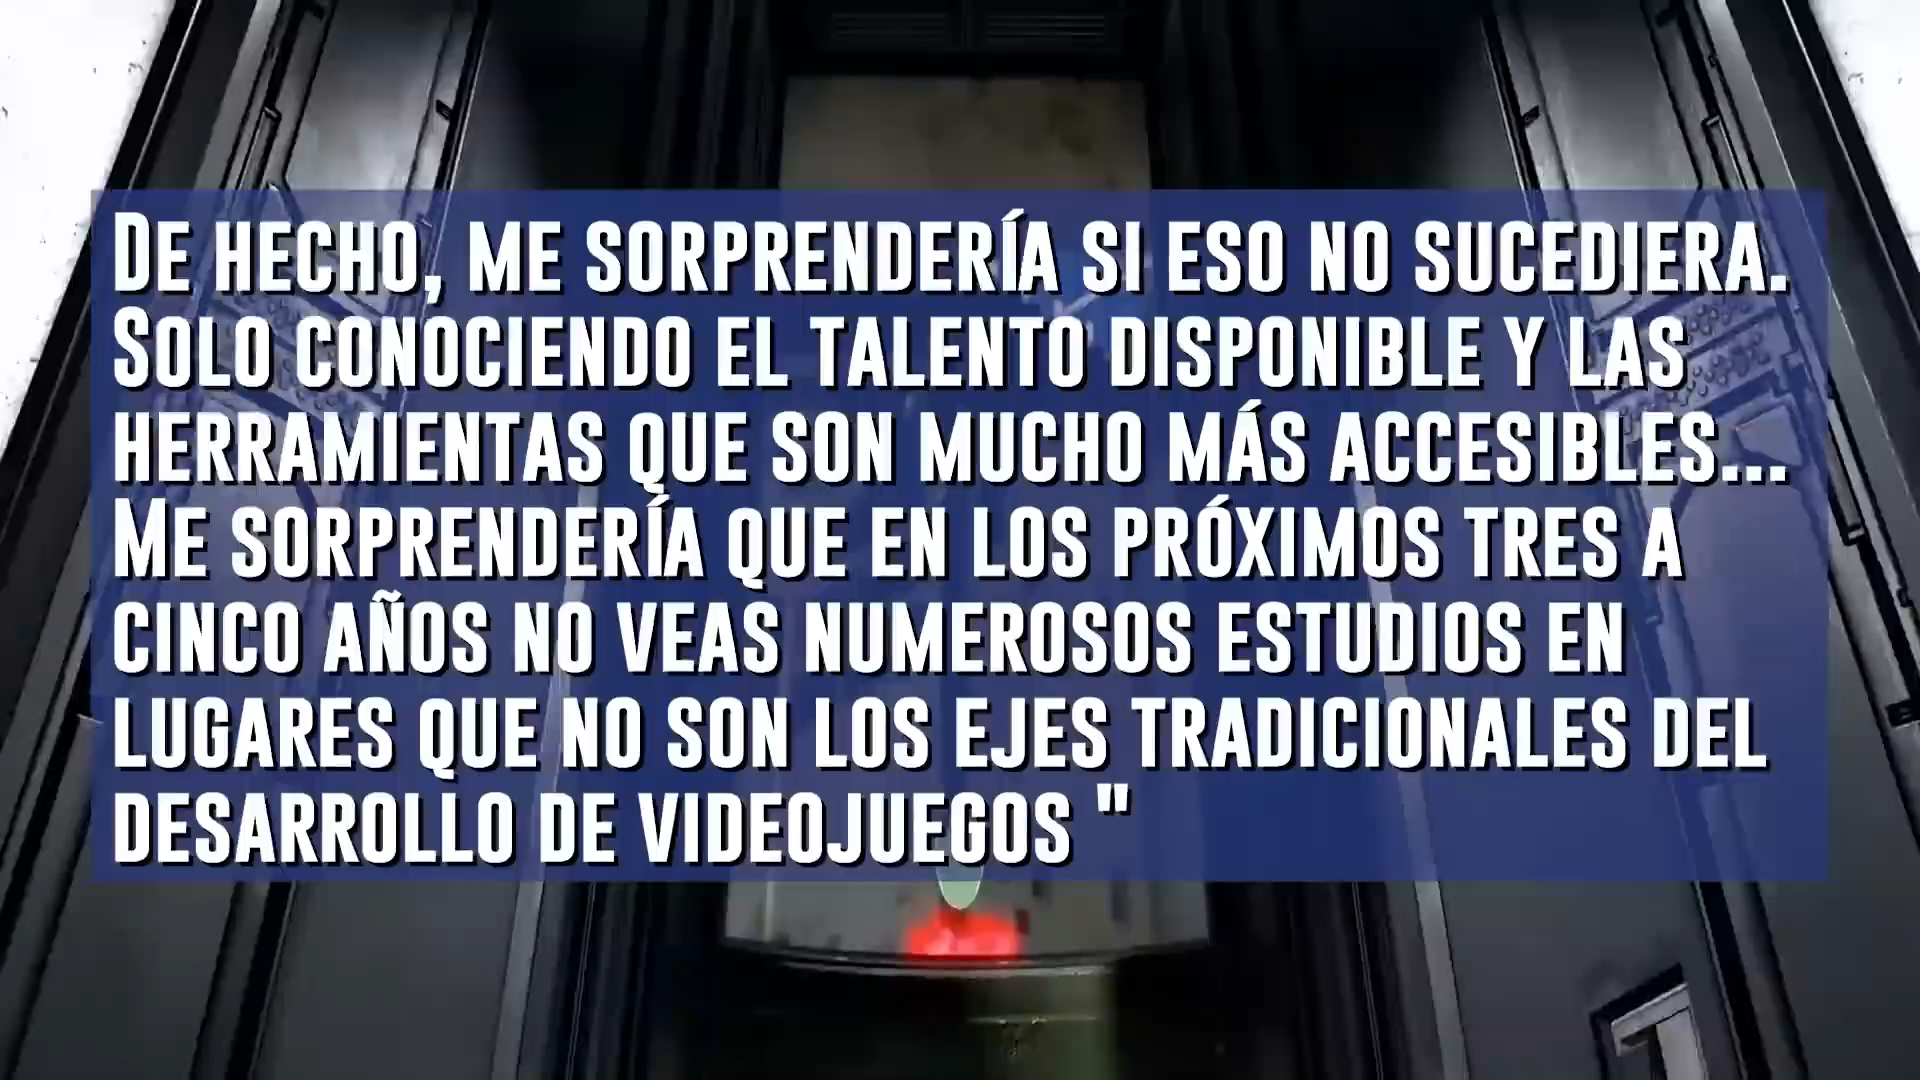 De hecho, me sorprendería si eso no sucediera.
Solo conociendo el talento disponible y las
herramientas que son mucho más accesibles...
Me sorprendería que en los próximos tres a
cinco años no veas numerosos estudios en
lugares que no son los ejes tradicionales del
desarrollo de videojuegos "